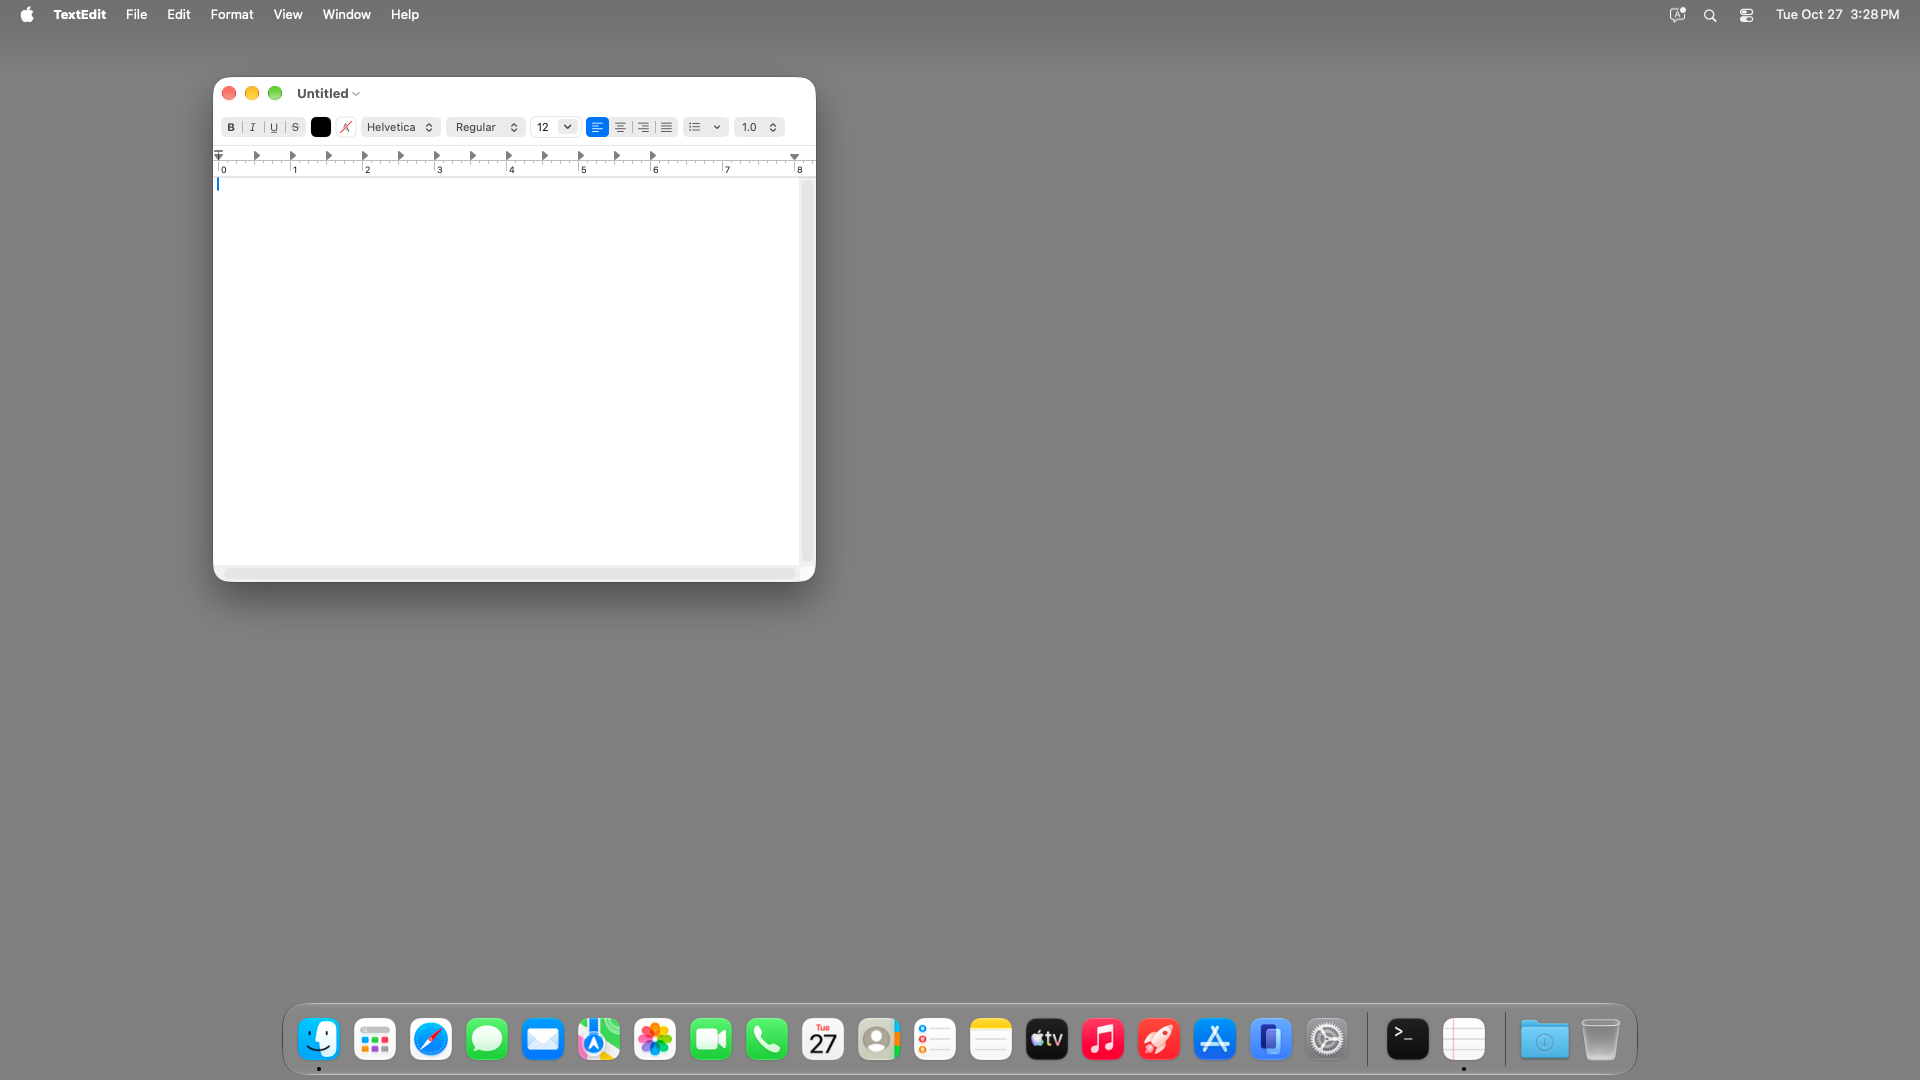 TextEdit File Edit Format View Window Help
Tue Oct 27 3:28 PM
Untitled
B I U S Helvetica Regular 12 1.0
0 1 2 3 4 5 6 7 8
Tue
27
tv
>_